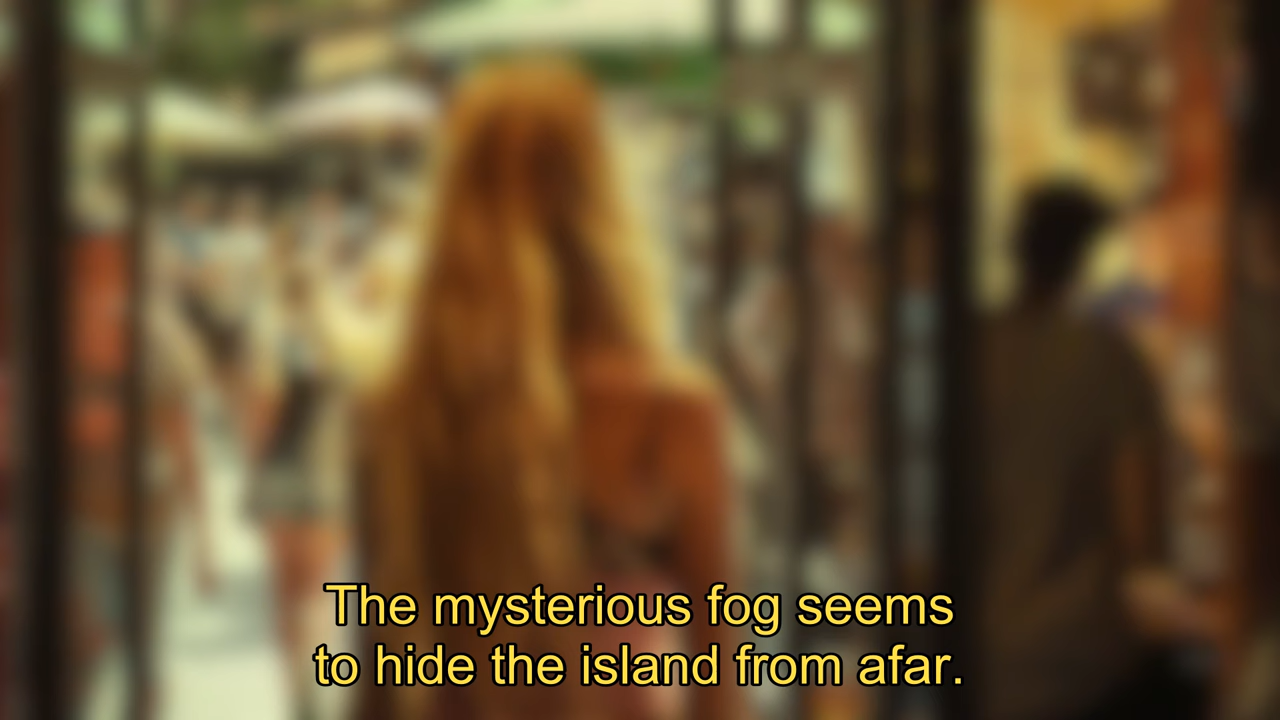 The mysterious fog seems
to hide the island from afar.